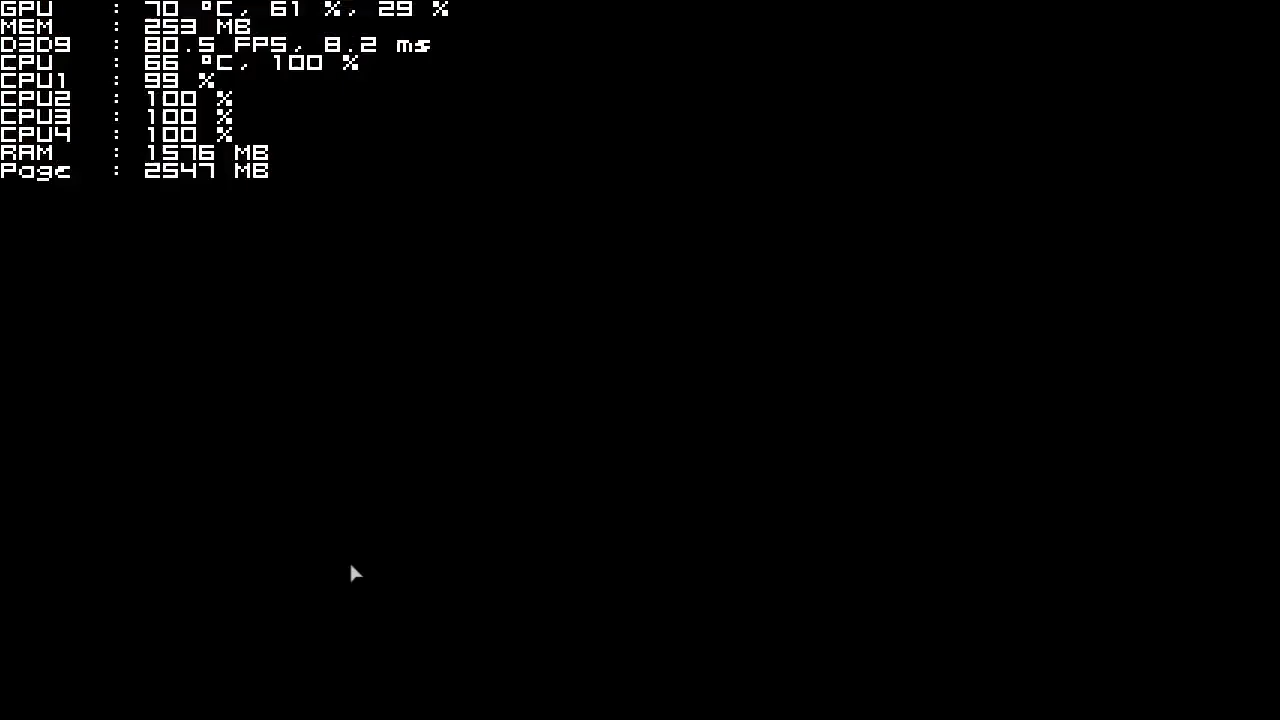 GPU : 70 °C, 61 %, 29 %
MEM : 253 MB
D3D9 : 80.5 FPS, 8.2 ms
CPU : 66 °C, 100 %
CPU1 : 99 %
CPU2 : 100 %
CPU3 : 100 %
CPU4 : 100 %
RAM : 1576 MB
Page : 2547 MB